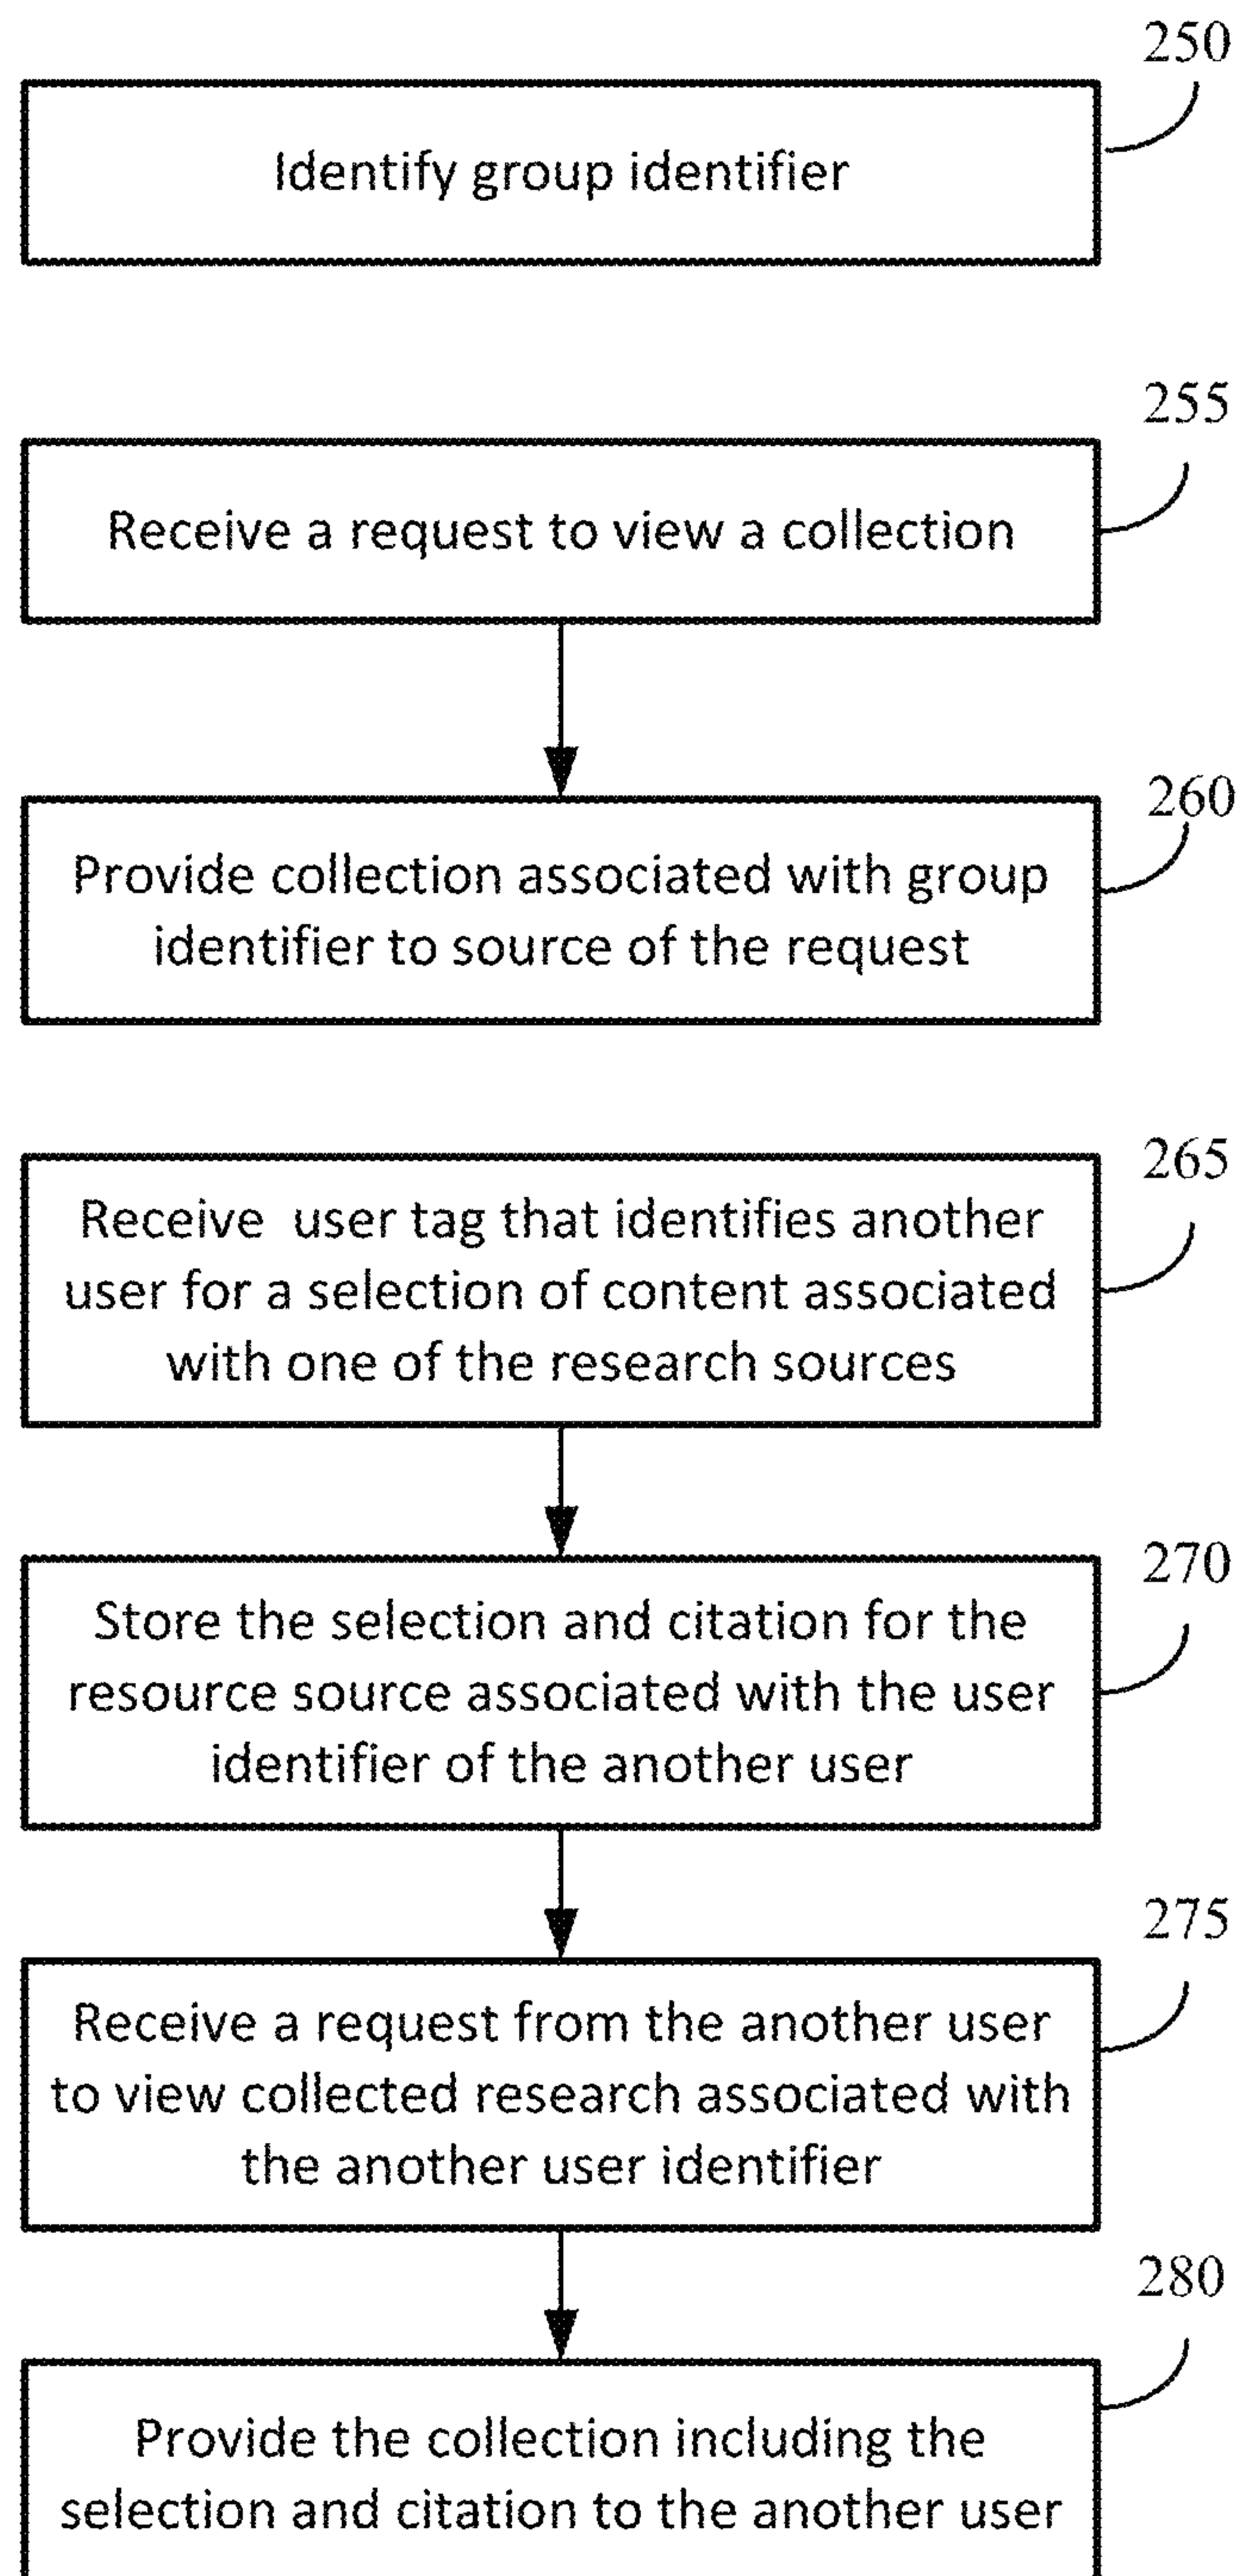 250
Identify group identifier
255
Receive a request to view a collection
260
Provide collection associated with group
identifier to source of the request
265
Receive user tag that identifies another
user for a selection of content associated
with one of the research sources
270
Store the selection and citation for the
resource source associated with the user
identifier of the another user
275
Receive a request from the another user
to view collected research associated with
the another user identifier
280
Provide the collection including the
selection and citation to the another user